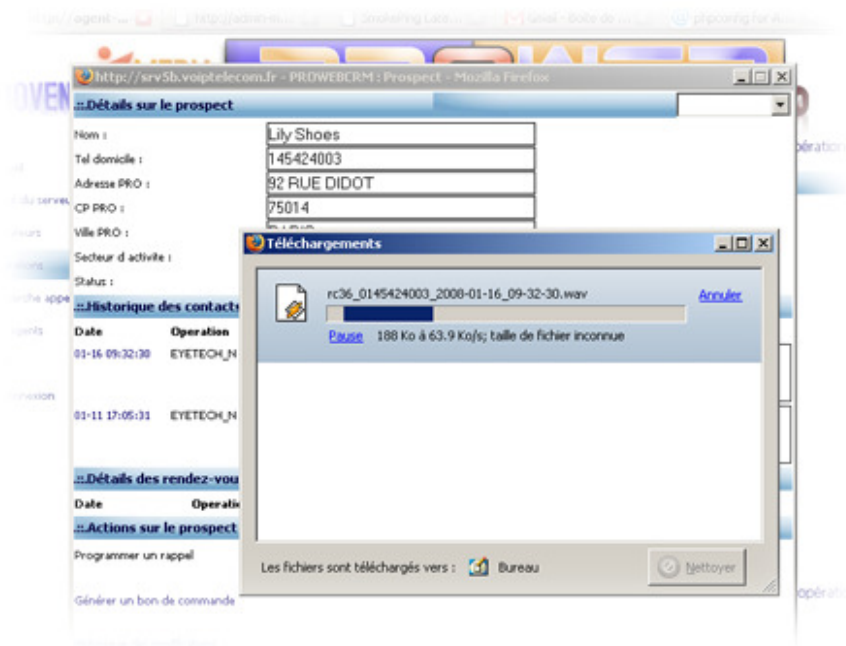 http://srv5b.voiptelecom.fr - PROWEBCRM : Prospect - Mozilla Firefox
.::Détails sur le prospect
Nom :
Lily Shoes
Tel domicile :
145424003
Adresse PRO :
92 RUE DIDOT
CP PRO :
75014
Ville PRO :
Secteur d activite :
Status :
.::Historique des contacts
Date Operation
01-16 09:32:30 EYETECH_N
01-11 17:05:31 EYETECH_N
.::Détails des rendez-vou
Date Operatio
.::Actions sur le prospect
Programmer un rappel
Générer un bon de commande
Téléchargements
rc36_0145424003_2008-01-16_09-32-30.wav
Annuler
Pause 188 Ko à 63.9 Ko/s; taille de fichier inconnue
Les fichiers sont téléchargés vers : Bureau
Nettoyer